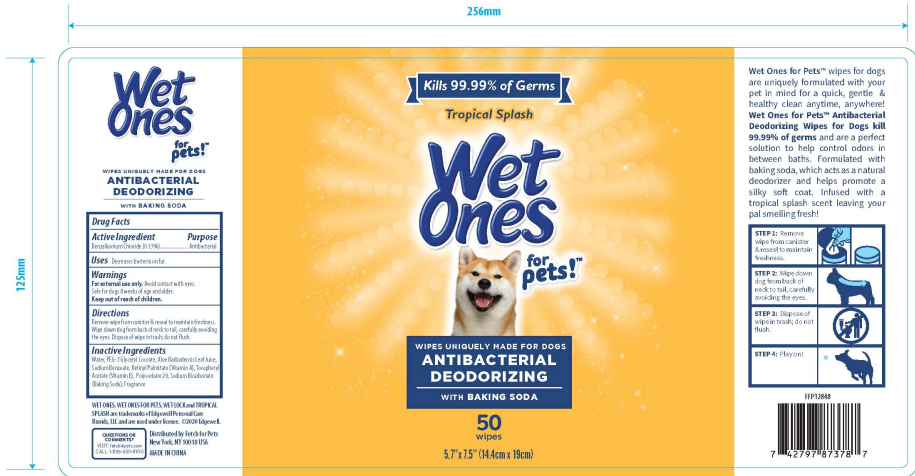 256mm
125mm
Wet
Ones
for
pets!™
WIPES UNIQUELY MADE FOR DOGS
ANTIBACTERIAL
DEODORIZING
WITH BAKING SODA
Drug Facts
Active Ingredient Purpose
Benzalkonium Chloride (0.13%)....................Antibacterial
Uses Decreases bacteria on fur.
Warnings
For external use only. Avoid contact with eyes.
Safe for dogs 8 weeks of age and older.
Keep out of reach of children.
Directions
Remove wipe from canister & reseal to maintain freshness.
Wipe down dog from back of neck to tail, carefully avoiding
the eyes. Dispose of wipe in trash; do not flush.
Inactive Ingredients
Water, PEG-7 Glyceryl Cocoate, Aloe Barbadensis Leaf Juice,
Sodium Benzoate, Retinyl Palmitate (Vitamin A), Tocopheryl
Acetate (Vitamin E), Polysorbate 20, Sodium Bicarbonate
(Baking Soda), Fragrance
WET ONES, WET ONES FOR PETS, WET LOCK and TROPICAL
SPLASH are trademarks of Edgewell Personal Care
Brands, LLC and are used under license. ©2020 Edgewell.
QUESTIONS OR
COMMENTS?
VISIT: fetch4pets.com
Distributed by Fetch for Pets
New York, NY 10018 USA
MADE IN CHINA
Kills 99.99% of Germs
Tropical Splash
Wet
Ones
for
pets!™
WIPES UNIQUELY MADE FOR DOGS
ANTIBACTERIAL
DEODORIZING
WITH BAKING SODA
50
wipes
5.7" x 7.5" (14.4cm x 19cm)
Wet Ones for Pets™ wipes for dogs
are uniquely formulated with your
pet in mind for a quick, gentle &
healthy clean anytime, anywhere!
Wet Ones for Pets™ Antibacterial
Deodorizing Wipes for Dogs kill
99.99% of germs and are a perfect
solution to help control odors in
between baths. Formulated with
baking soda, which acts as a natural
deodorizer and helps promote a
silky soft coat. Infused with a
tropical splash scent leaving your
pal smelling fresh!
STEP 1: Remove
wipe from canister
& reseal to maintain
freshness.
STEP 2: Wipe down
dog from back of
neck to tail, carefully
avoiding the eyes.
STEP 3: Dispose of
wipe in trash; do not
flush.
STEP 4: Play on!
FFP12848
7 42797 87378 7